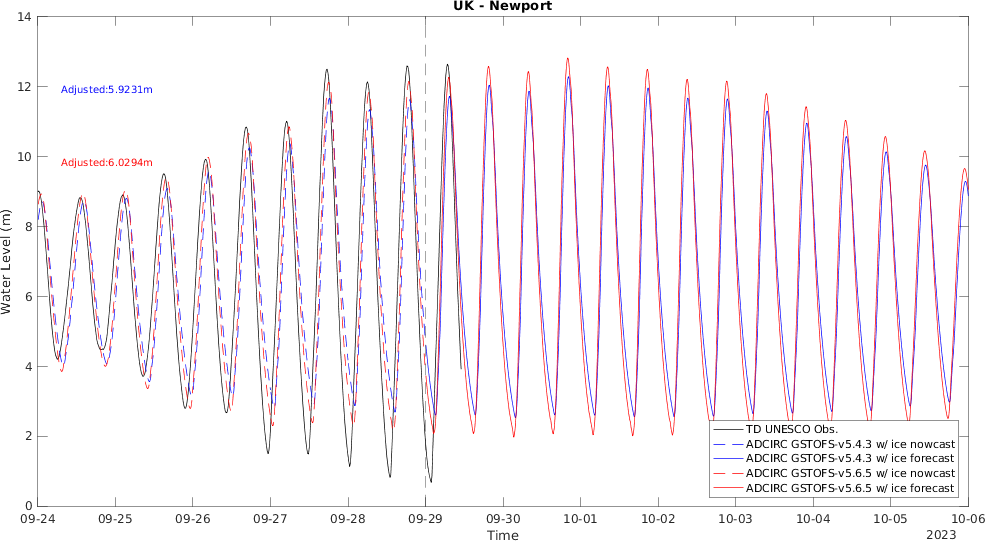 UK - Newport
14
12
10
8
6
4
2
0
Water Level (m)
Adjusted:5.9231m
Adjusted:6.0294m
TD UNESCO Obs.
ADCIRC GSTOFS-v5.4.3 w/ ice nowcast
ADCIRC GSTOFS-v5.4.3 w/ ice forecast
ADCIRC GSTOFS-v5.6.5 w/ ice nowcast
ADCIRC GSTOFS-v5.6.5 w/ ice forecast
09-24 09-25 09-26 09-27 09-28 09-29 09-30 10-01 10-02 10-03 10-04 10-05 10-06
Time
2023